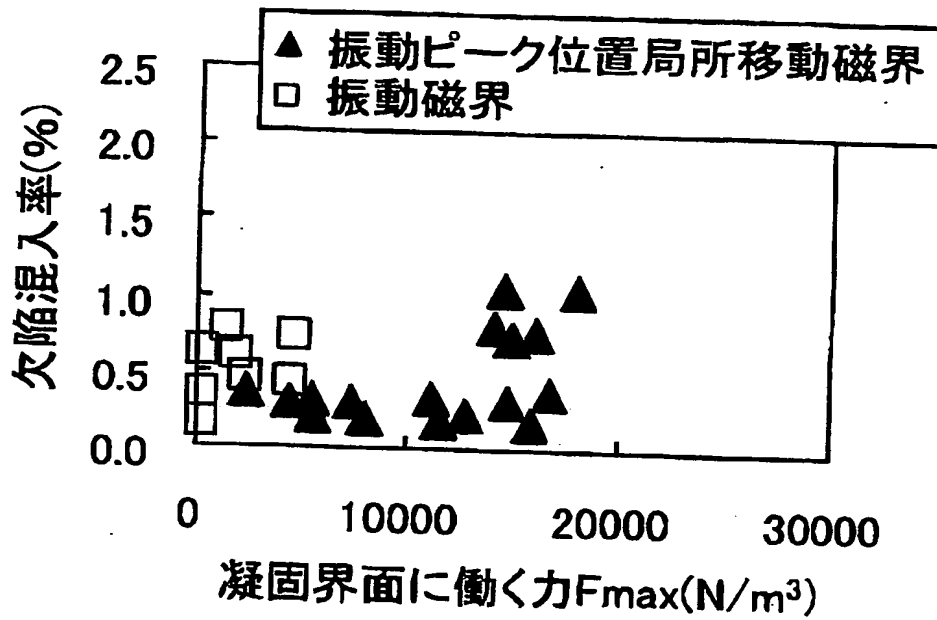 ▲ 振動ピーク位置局所移動磁界
□ 振動磁界
欠陥混入率(%)
2.5
2.0
1.5
1.0
0.5
0.0
0 10000 20000 30000
凝固界面に働く力Fmax(N/m³)